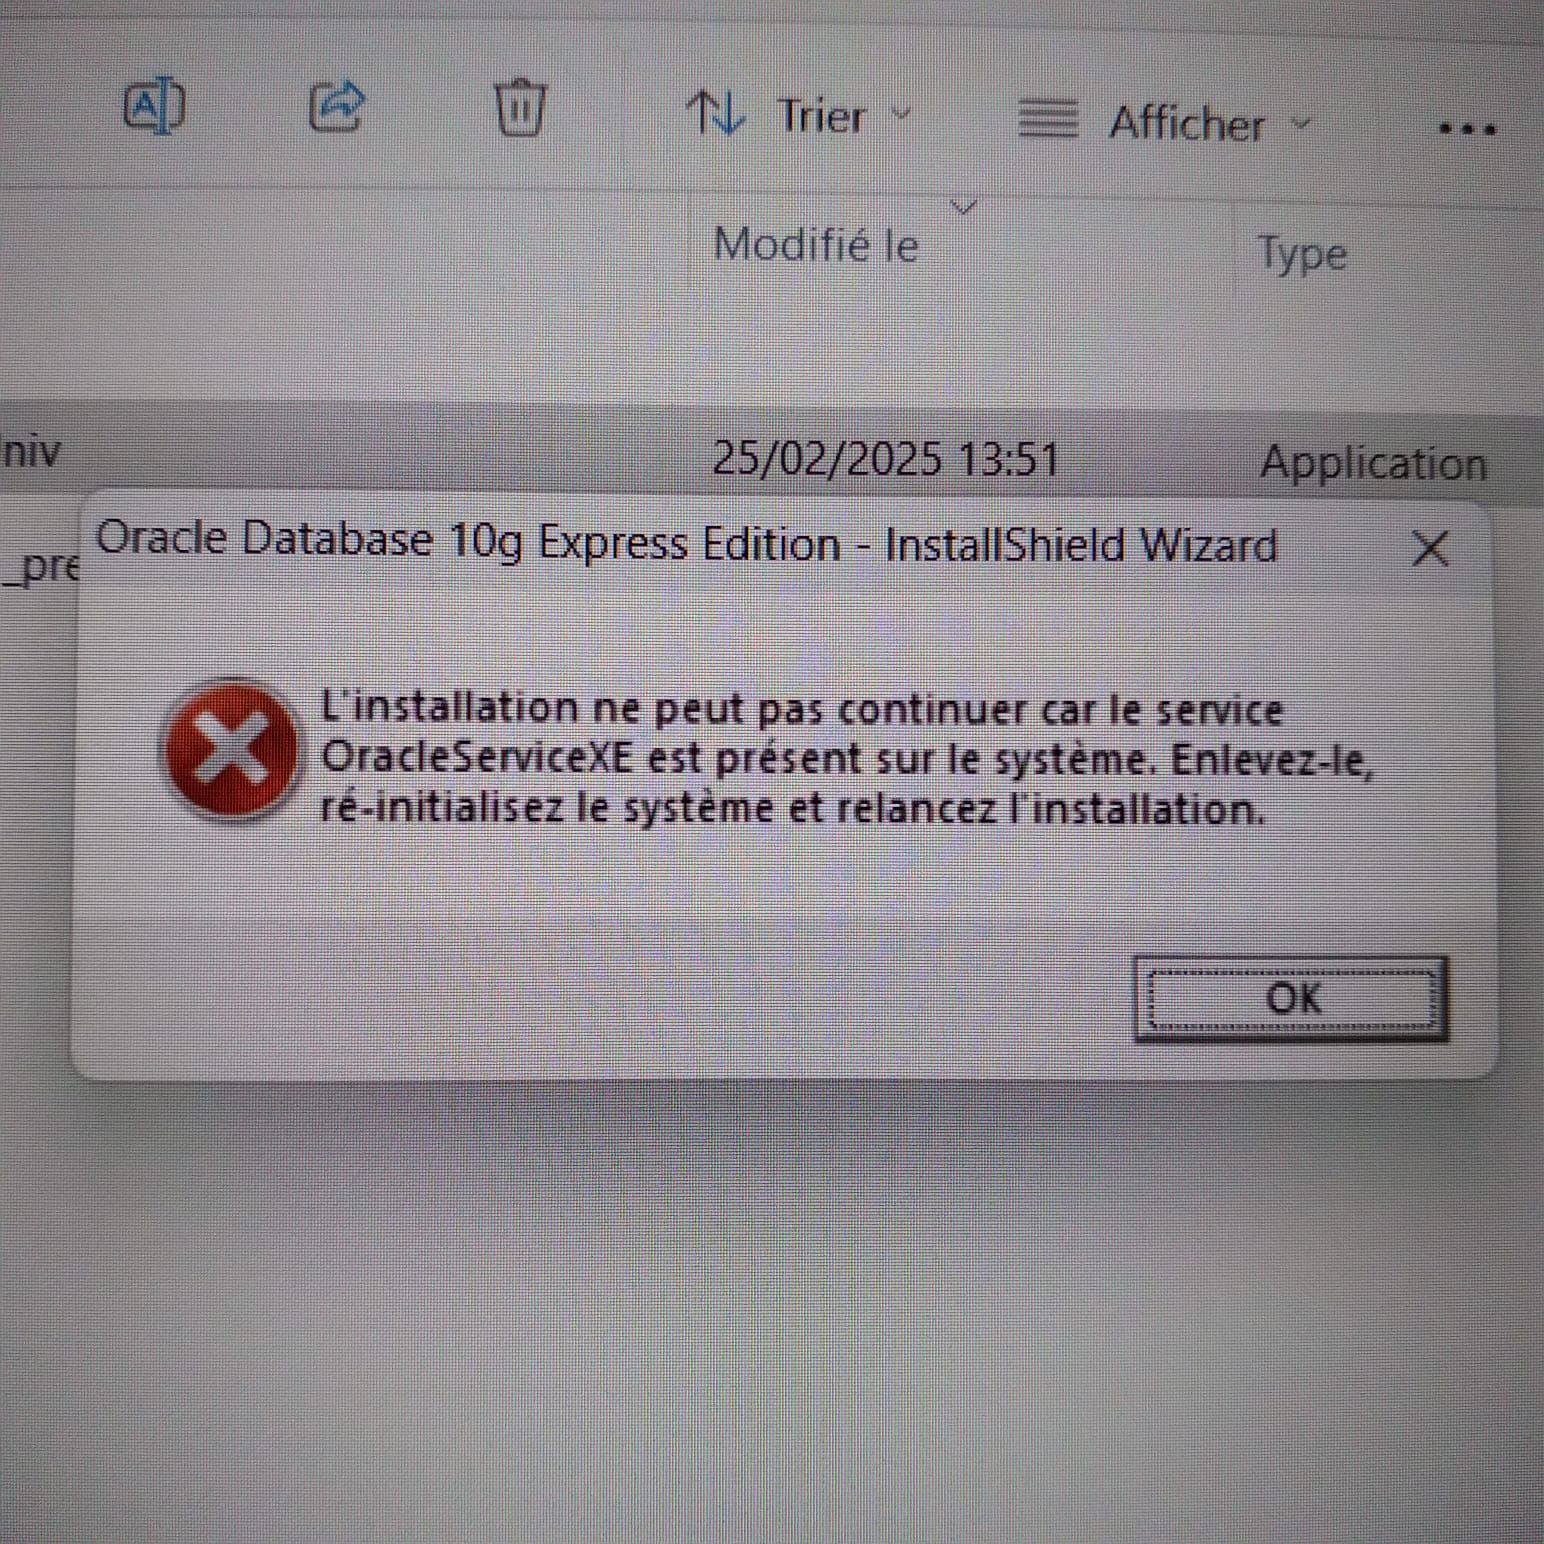 Trier
Afficher
Modifié le
Type
niv
25/02/2025 13:51
Application
_pré
Oracle Database 10g Express Edition - InstallShield Wizard
L'installation ne peut pas continuer car le service
OracleServiceXE est présent sur le système. Enlevez-le,
ré-initialisez le système et relancez l'installation.
OK